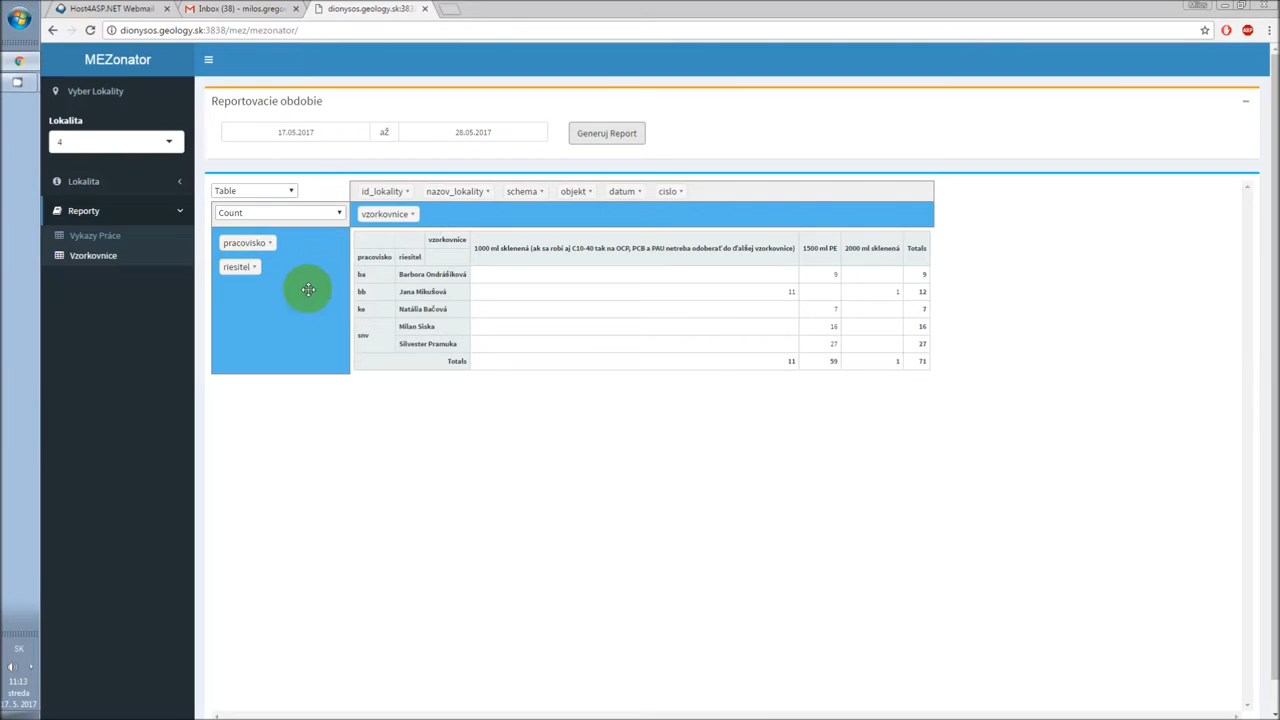 Host4ASP.NET Webmail
Inbox (38) - milos.gregor
dionysos.geology.sk:3838
Milos
dionysos.geology.sk:3838/mez/mezonator/
ABP
MEZonator
Vyber Lokality
Lokalita
4
Lokalita
Reporty
Vykazy Práce
Vzorkovnice
Reportovacie obdobie
17.05.2017 až 28.05.2017 Generuj Report
Table
id_lokality nazov_lokality schema objekt datum cislo
Count
vzorkovnice
pracovisko
riesitel
vzorkovnice 1000 ml sklenená (ak sa robí aj C10-40 tak na OCP, PCB a PAU netreba odoberať do ďalšej vzorkovnice) 1500 ml PE 2000 ml sklenená Totals
pracovisko riesitel
ba Barbora Ondrášiková 9 9
bb Jana Mikušová 11 1 12
ke Natália Bačová 7 7
snv Milan Siska 16 16
Silvester Pramuka 27 27
Totals 11 59 1 71
SK
11:13
streda
17. 5. 2017